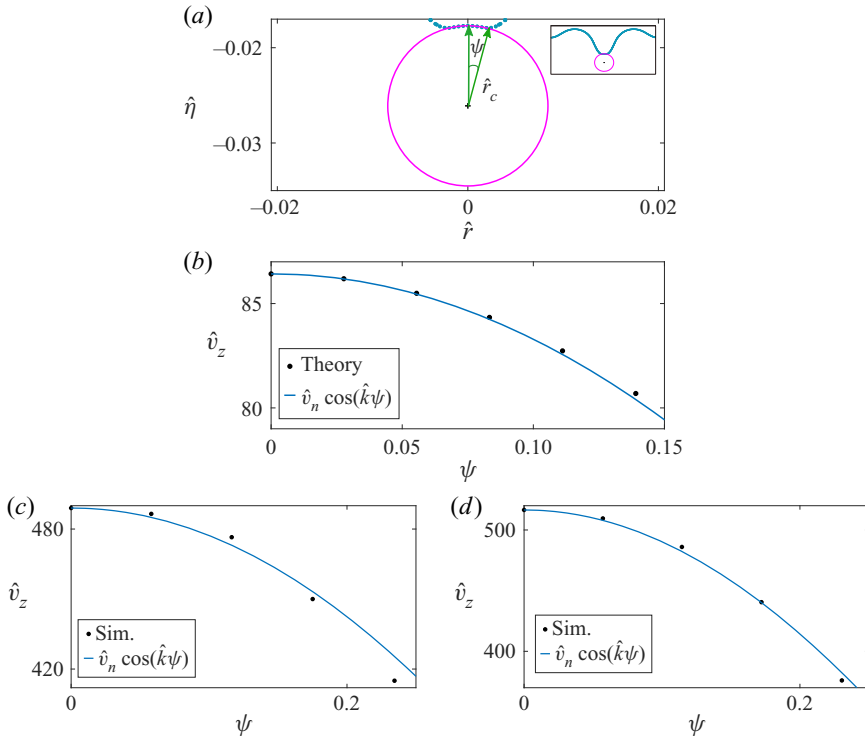 (a)
−0.02
−0.03
η̂
ψ
r̂c
−0.02
0
0.02
r̂
(b)
85
80
v̂z
Theory
v̂n cos(k̂ψ)
0
0.05
0.10
0.15
ψ
(c)
480
420
v̂z
Sim.
v̂n cos(k̂ψ)
0
0.2
ψ
(d)
500
400
v̂z
Sim.
v̂n cos(k̂ψ)
0
0.2
ψ